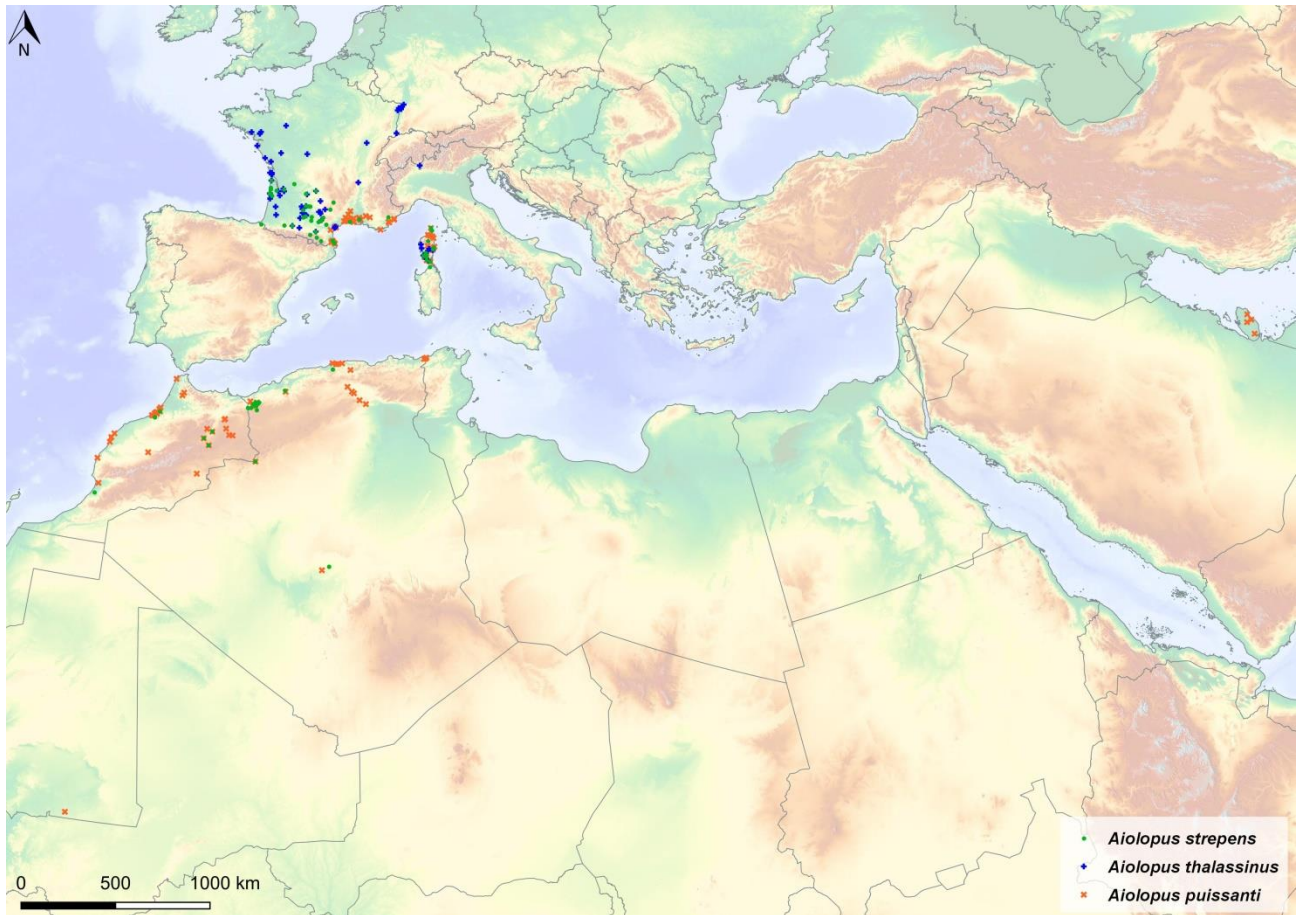 N
Aiolopus strepens
Aiolopus thalassinus
Aiolopus puissanti
0 500 1000 km